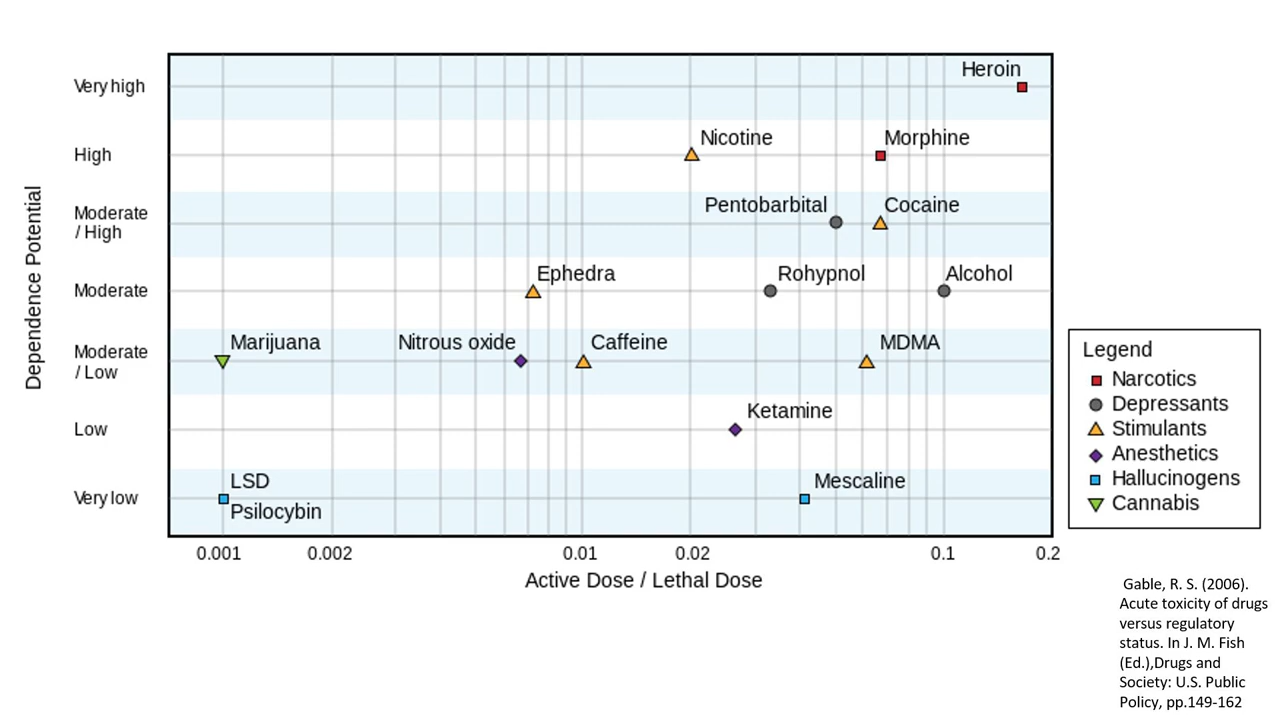 Very high
Heroin
High
Nicotine
Morphine
Moderate
/ High
Pentobarbital
Cocaine
Moderate
Ephedra
Rohypnol
Alcohol
Moderate
/ Low
Marijuana
Nitrous oxide
Caffeine
MDMA
Low
Ketamine
Very low
LSD
Psilocybin
Mescaline
Dependence Potential
0.001
0.002
0.01
0.02
0.1
0.2
Active Dose / Lethal Dose
Legend
Narcotics
Depressants
Stimulants
Anesthetics
Hallucinogens
Cannabis
Gable, R. S. (2006).
Acute toxicity of drugs
versus regulatory
status. In J. M. Fish
(Ed.),Drugs and
Society: U.S. Public
Policy, pp.149-162